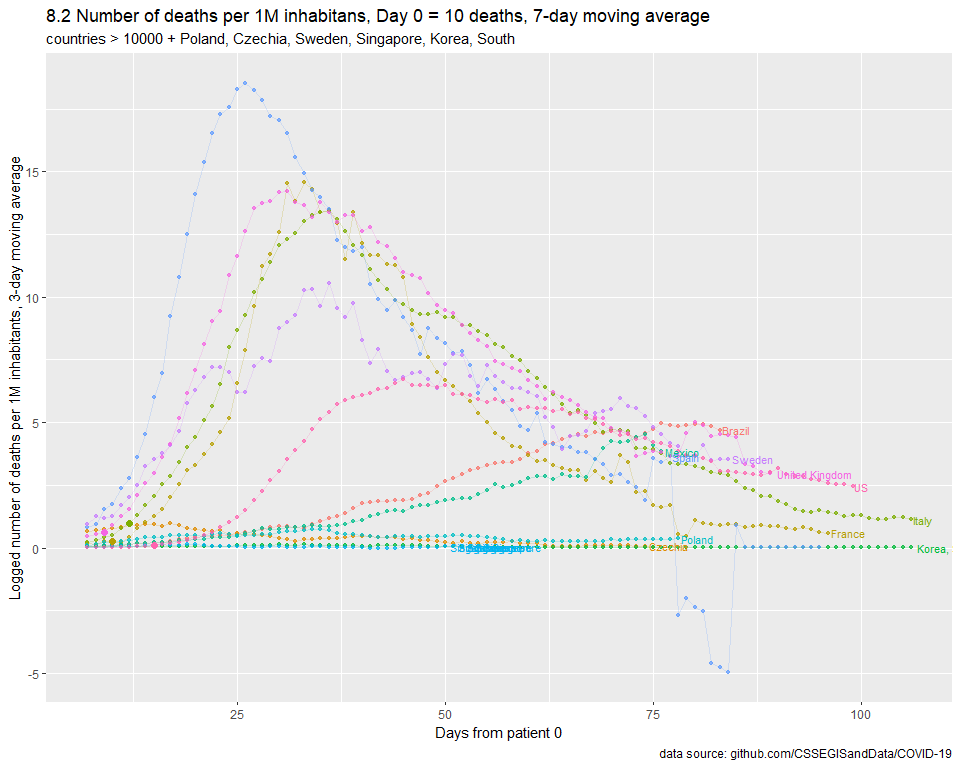 8.2 Number of deaths per 1M inhabitans, Day 0 = 10 deaths, 7-day moving average
countries > 10000 + Poland, Czechia, Sweden, Singapore, Korea, South
Logged number of deaths per 1M inhabitants, 3-day moving average
15
10
5
0
-5
Brazil
Mexico
Spain
Sweden
United Kingdom
US
Italy
France
Poland
Czechia
Korea,
25
50
75
100
Days from patient 0
data source: github.com/CSSEGISandData/COVID-19